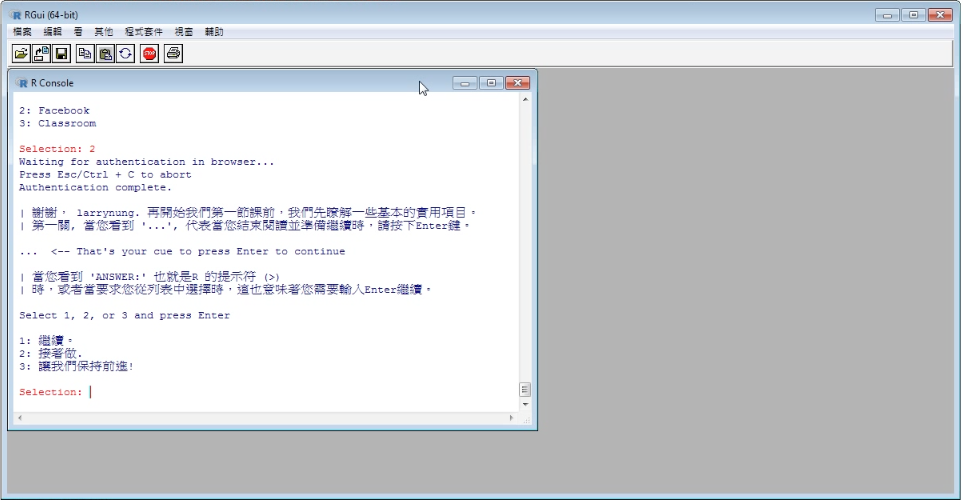 RGui (64-bit)
檔案 編輯 看 其他 程式套件 視窗 輔助
STOP
R Console
2: Facebook
3: Classroom
Selection: 2
Waiting for authentication in browser...
Press Esc/Ctrl + C to abort
Authentication complete.
| 謝謝, larrynung. 再開始我們第一節課前，我們先瞭解一些基本的實用項目。
| 第一關, 當您看到 '...', 代表當您結束閱讀並準備繼續時，請按下Enter鍵。
... <-- That's your cue to press Enter to continue
| 當您看到 'ANSWER:' 也就是R 的提示符 (>)
| 時，或者當要求您從列表中選擇時，這也意味著您需要輸入Enter繼續。
Select 1, 2, or 3 and press Enter
1: 繼續。
2: 接著做.
3: 讓我們保持前進!
Selection: